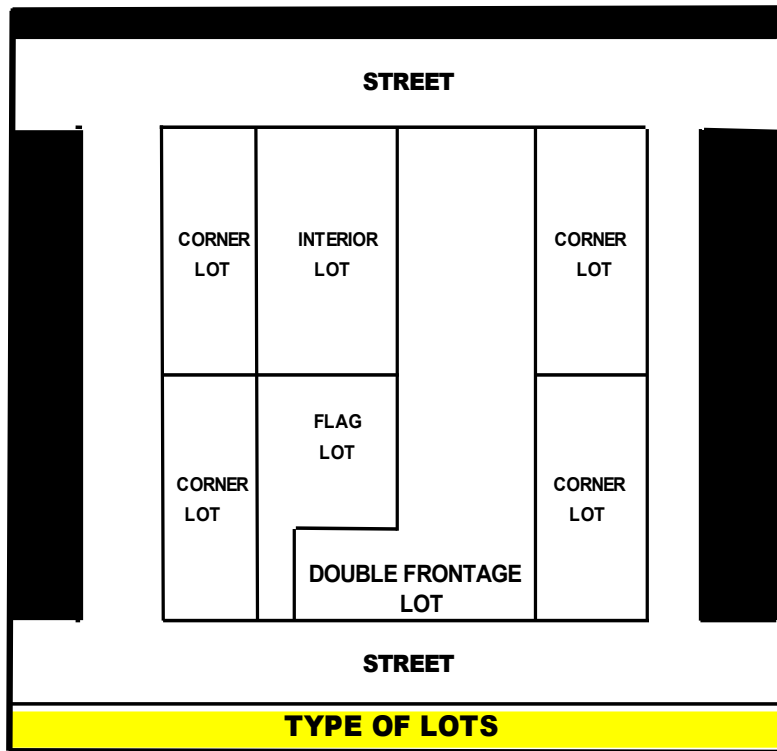 STREET
CORNER
LOT
INTERIOR
LOT
CORNER
LOT
FLAG
LOT
CORNER
LOT
CORNER
LOT
DOUBLE FRONTAGE
LOT
STREET
TYPE OF LOTS